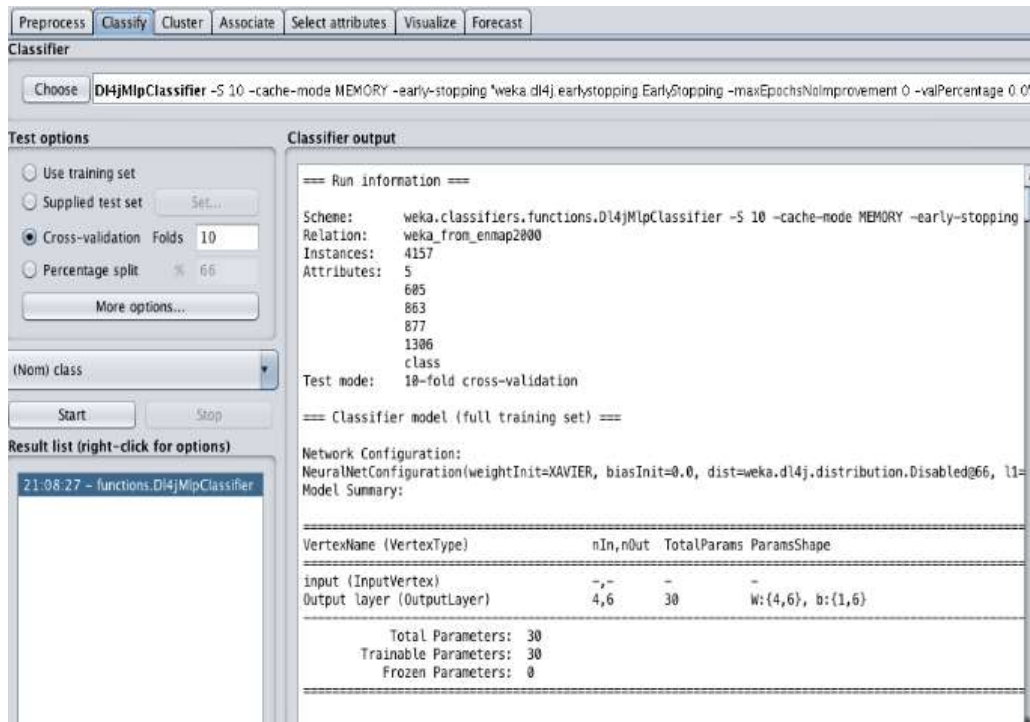 Preprocess Classify Cluster Associate Select attributes Visualize Forecast
Classifier
Choose Dl4jMlpClassifier -S 10 -cache-mode MEMORY -early-stopping "weka.dl4j.earlystopping.EarlyStopping -maxEpochsNoImprovement 0 -valPercentage 0.0"
Test options
Use training set
Supplied test set Set...
Cross-validation Folds 10
Percentage split % 66
More options...
(Nom) class
Start Stop
Result list (right-click for options)
21:08:27 - functions.Dl4jMlpClassifier
Classifier output
=== Run information ===
Scheme: weka.classifiers.functions.Dl4jMlpClassifier -S 10 -cache-mode MEMORY -early-stopping
Relation: weka_from_enmap2000
Instances: 4157
Attributes: 5
605
863
877
1306
class
Test mode: 10-fold cross-validation
=== Classifier model (full training set) ===
Network Configuration:
NeuralNetConfiguration(weightInit=XAVIER, biasInit=0.0, dist=weka.dl4j.distribution.Disabled@66, l1=
Model Summary:
VertexName (VertexType) nIn,nOut TotalParams ParamsShape
input (InputVertex) -,- - -
Output layer (OutputLayer) 4,6 30 W:{4,6}, b:{1,6}
Total Parameters: 30
Trainable Parameters: 30
Frozen Parameters: 0